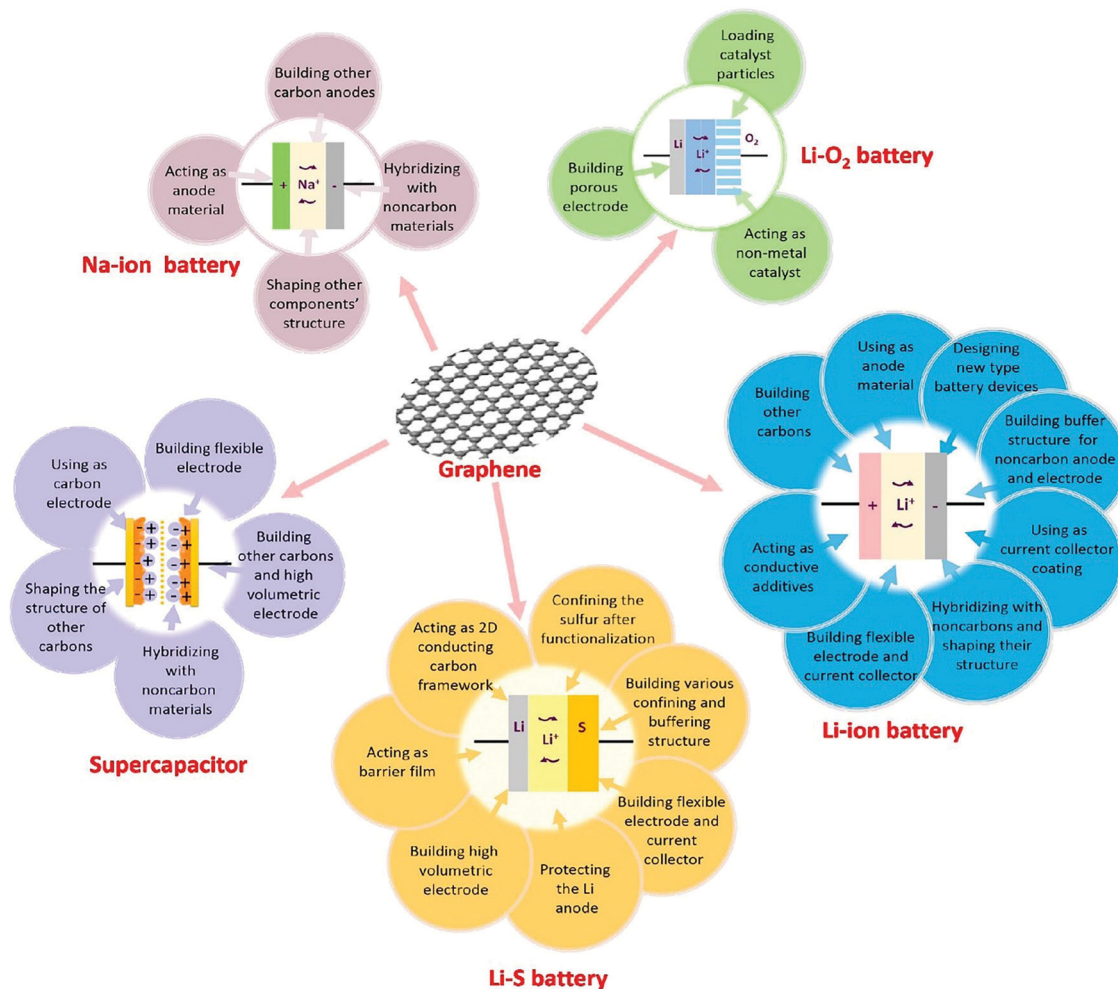 Building other
carbon anodes
Acting as
anode
material
+
Na⁺
-
Hybridizing
with
noncarbon
materials
Shaping other
components'
structure
Na-ion battery
Loading
catalyst
particles
Li
Li⁺
O₂
Building
porous
electrode
Acting as
non-metal
catalyst
Li-O₂ battery
Graphene
Using as
carbon
electrode
Building flexible
electrode
Building
other carbons
and high
volumetric
electrode
Shaping the
structure of
other
carbons
Hybridizing
with
noncarbon
materials
- + - +
- + - +
- + - +
- + - +
- + - +
Supercapacitor
Using as
anode
material
Designing
new type
battery devices
Building
other
carbons
Building buffer
structure for
noncarbon anode
and electrode
+
Li⁺
-
Acting as
conductive
additives
Using as
current collector
coating
Building flexible
electrode and
current collector
Hybridizing with
noncarbons and
shaping their
structure
Li-ion battery
Acting as 2D
conducting
carbon
framework
Confining the
sulfur after
functionalization
Building various
confining and
buffering
structure
Li
Li⁺
S
Acting as
barrier film
Building flexible
electrode and
current
collector
Building high
volumetric
electrode
Protecting
the Li
anode
Li-S battery